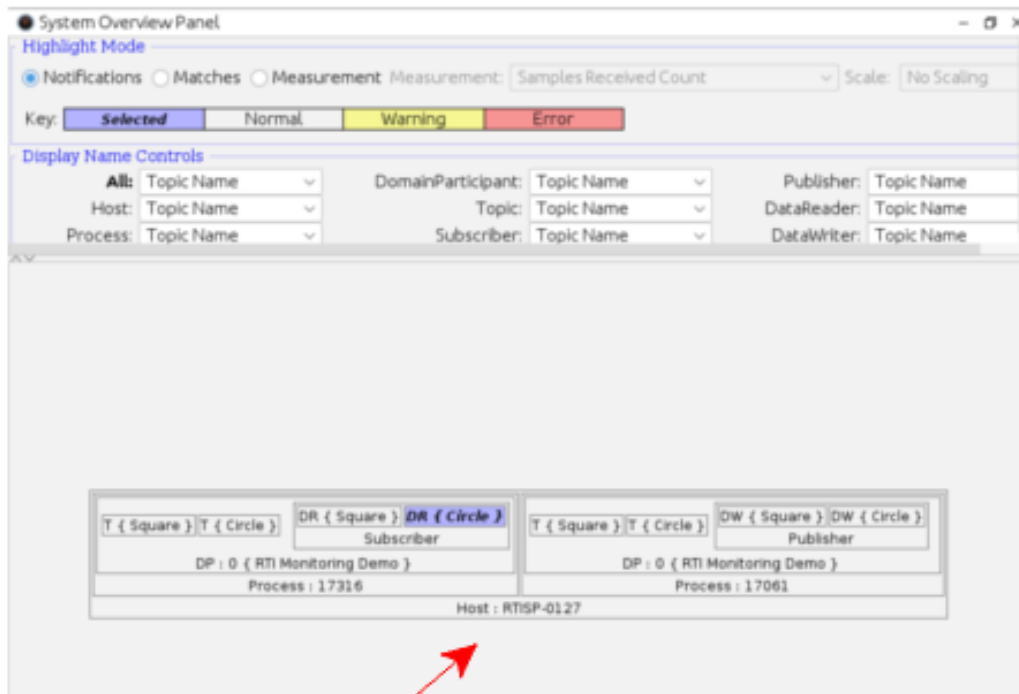 System Overview Panel
Highlight Mode
Notifications Matches Measurement Measurement: Samples Received Count Scale: No Scaling
Key: Selected Normal Warning Error
Display Name Controls
All: Topic Name DomainParticipant: Topic Name Publisher: Topic Name
Host: Topic Name Topic: Topic Name DataReader: Topic Name
Process: Topic Name Subscriber: Topic Name DataWriter: Topic Name
T { Square } T { Circle } DR { Square } DR { Circle } T { Square } T { Circle } DW { Square } DW { Circle }
Subscriber Publisher
DP : 0 { RTI Monitoring Demo } DP : 0 { RTI Monitoring Demo }
Process : 17316 Process : 17061
Host : RTISP-0127